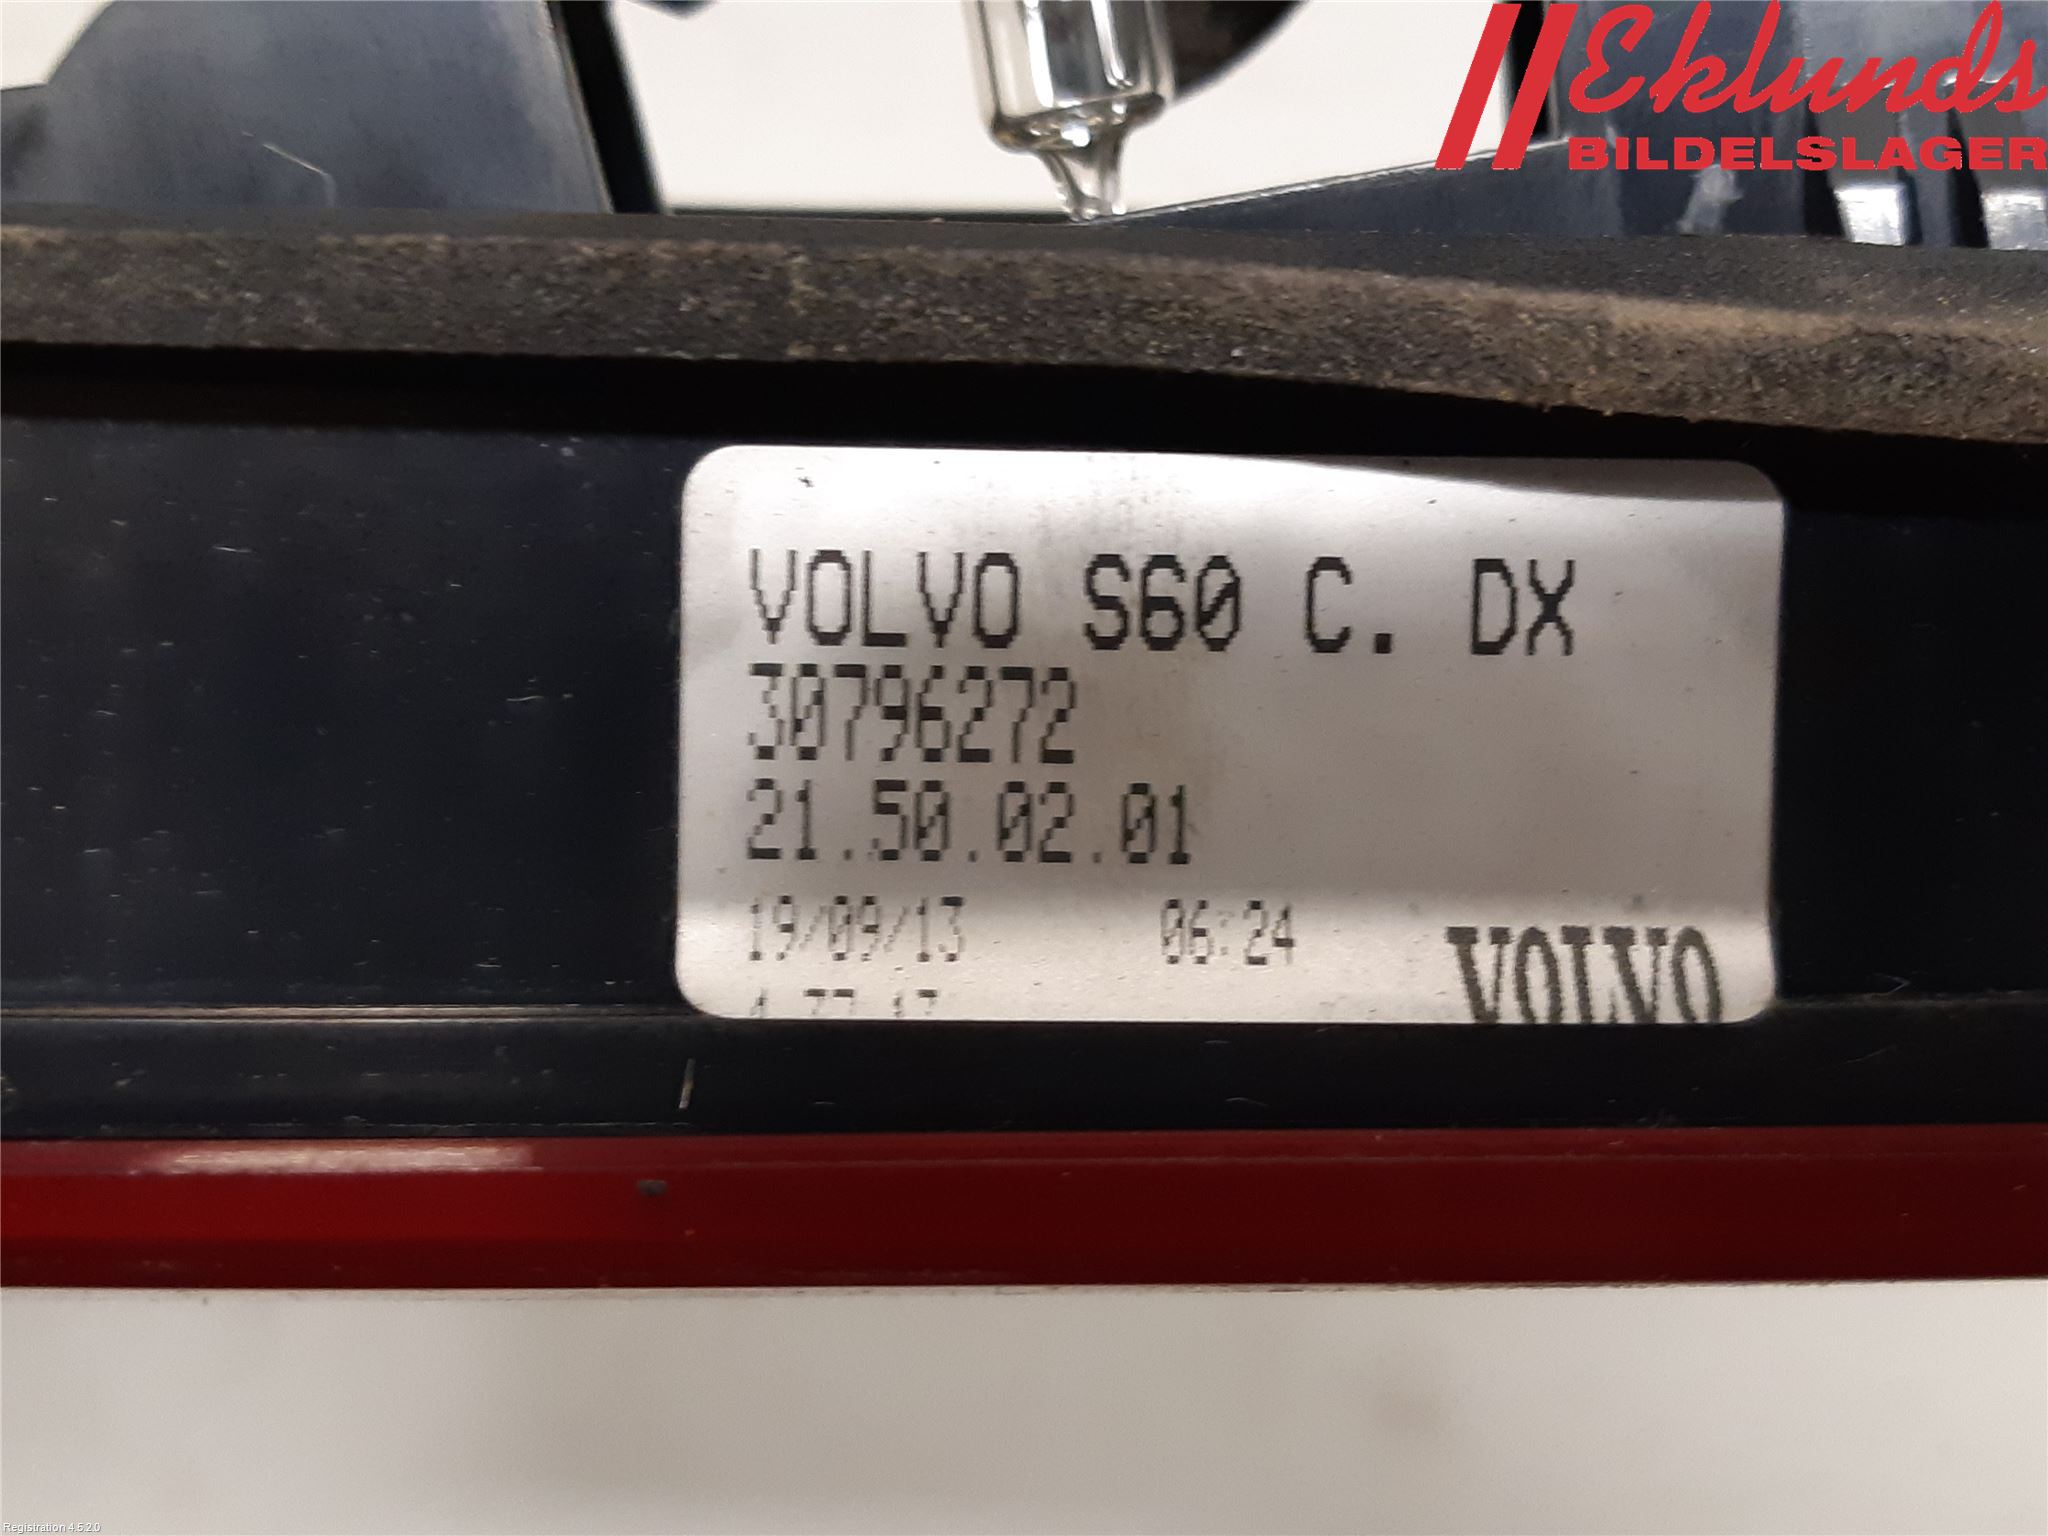 Eklunds
BILDELSLAGER
VOLVO S60 C. DX
30796272
21.50.02.01
19/09/13 06:24
VOLVO
Registration 4.5.2.0